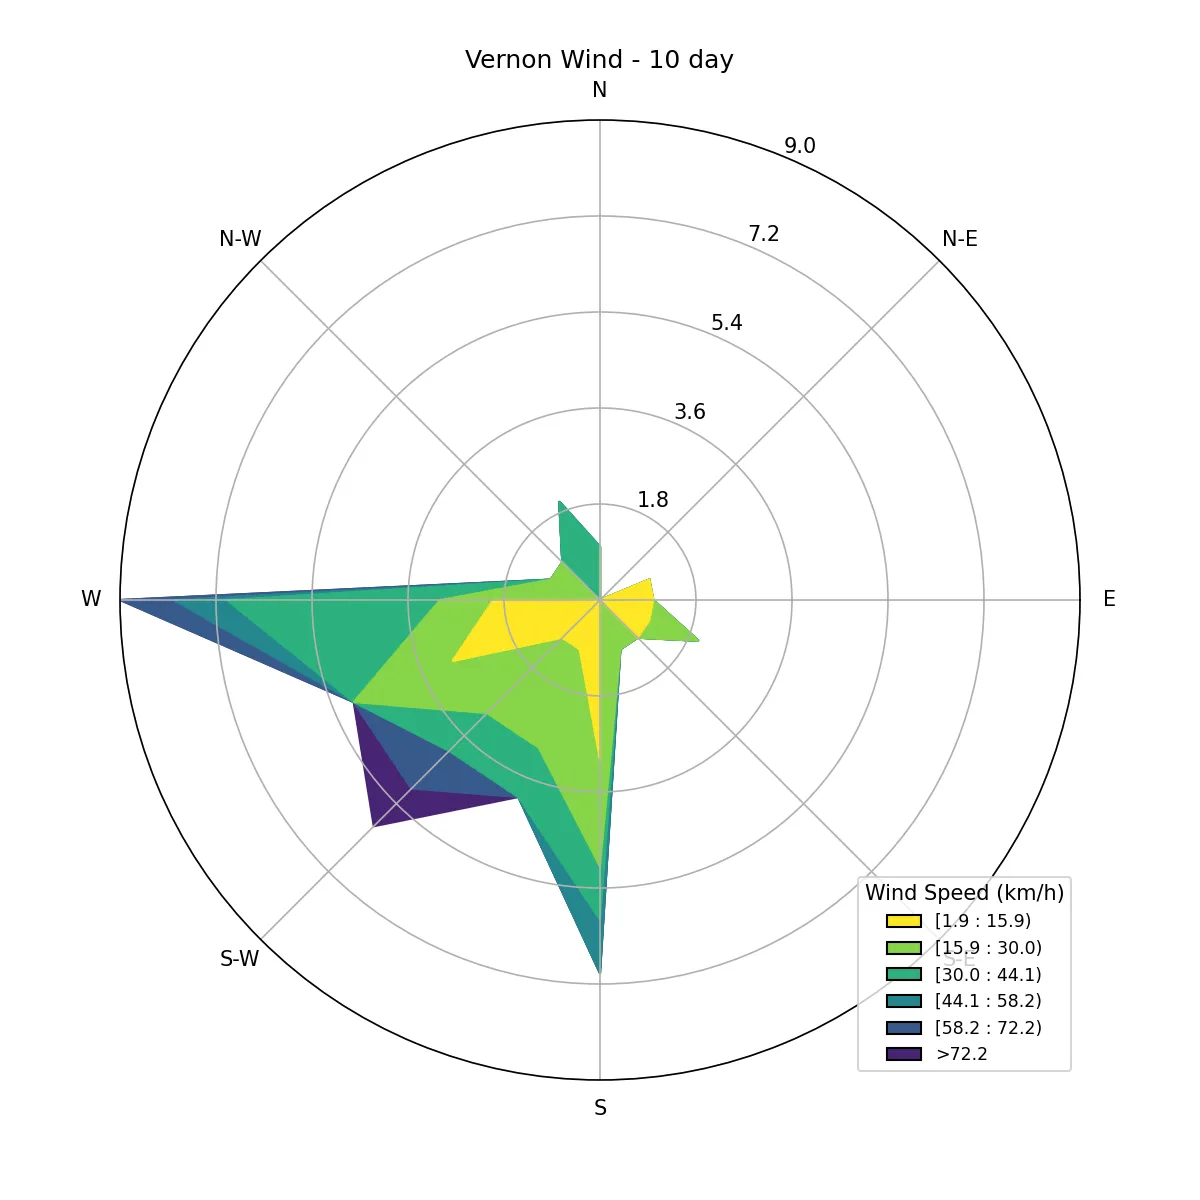 Vernon Wind - 10 day
N
9.0
N-W
N-E
7.2
5.4
3.6
1.8
W
E
S-W
S-E
S
Wind Speed (km/h)
[1.9 : 15.9)
[15.9 : 30.0)
[30.0 : 44.1)
[44.1 : 58.2)
[58.2 : 72.2)
>72.2